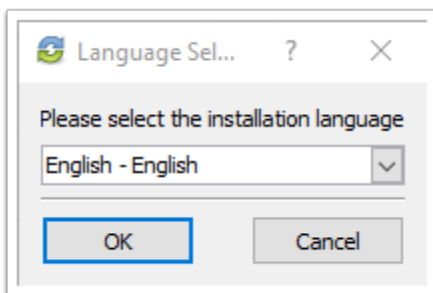 Language Sel... ?
Please select the installation language
English - English
OK Cancel